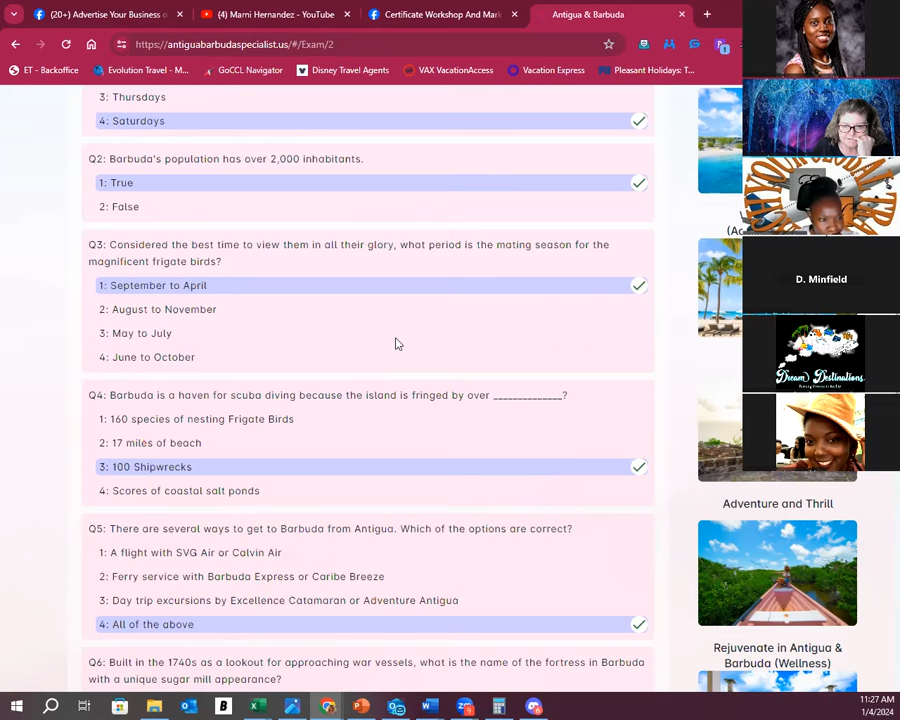 (20+) Advertise Your Business o
(4) Marni Hernandez - YouTube
Certificate Workshop And Mark
Antigua & Barbuda
https://antiguabarbudaspecialist.us/#/Exam/2
ET - Backoffice
Evolution Travel - M...
GoCCL Navigator
Disney Travel Agents
VAX VacationAccess
Vacation Express
Pleasant Holidays: T...
3: Thursdays
4: Saturdays
Q2: Barbuda's population has over 2,000 inhabitants.
1: True
2: False
Q3: Considered the best time to view them in all their glory, what period is the mating season for the
magnificent frigate birds?
1: September to April
2: August to November
3: May to July
4: June to October
Q4: Barbuda is a haven for scuba diving because the island is fringed by over ______________?
1: 160 species of nesting Frigate Birds
2: 17 miles of beach
3: 100 Shipwrecks
4: Scores of coastal salt ponds
Q5: There are several ways to get to Barbuda from Antigua. Which of the options are correct?
1: A flight with SVG Air or Calvin Air
2: Ferry service with Barbuda Express or Caribe Breeze
3: Day trip excursions by Excellence Catamaran or Adventure Antigua
4: All of the above
Q6: Built in the 1740s as a lookout for approaching war vessels, what is the name of the fortress in Barbuda
with a unique sugar mill appearance?
(Ac
Adventure and Thrill
Rejuvenate in Antigua &
Barbuda (Wellness)
D. Minfield
Dream Destinations
11:27 AM
1/4/2024